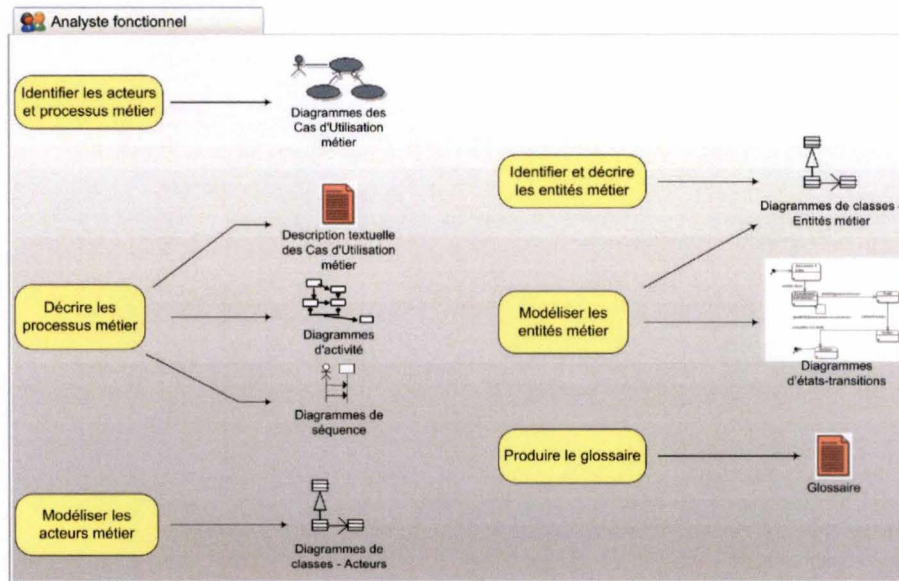 Analyste fonctionnel
Identifier les acteurs
et processus métier
Diagrammes des
Cas d'Utilisation
métier
Description textuelle
des Cas d'Utilisation
métier
Décrire les
processus métier
Diagrammes
d'activité
Diagrammes de
séquence
Modéliser les
acteurs métier
Diagrammes de
classes - Acteurs
Identifier et décrire
les entités métier
Diagrammes de classes -
Entités métier
Modéliser les
entités métier
Diagrammes
d'états-transitions
Produire le glossaire
Glossaire